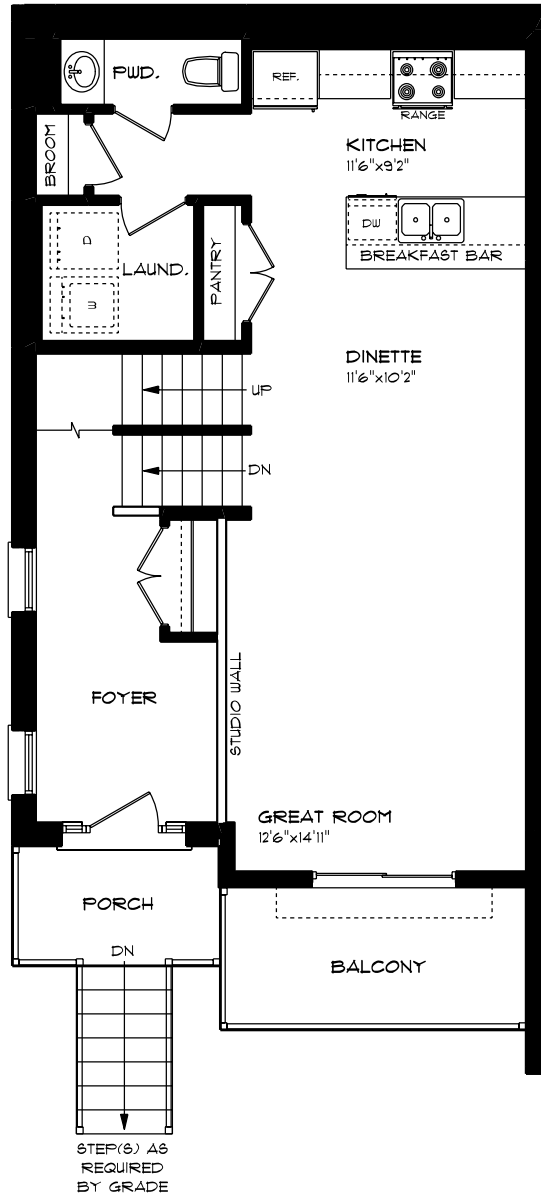 PWD.
REF.
RANGE
BROOM
KITCHEN
11'6"x9'2"
DW
BREAKFAST BAR
D
LAUND.
PANTRY
W
DINETTE
11'6"x10'2"
UP
DN
FOYER
STUDIO WALL
GREAT ROOM
12'6"x14'11"
PORCH
DN
BALCONY
STEP(S) AS
REQUIRED
BY GRADE